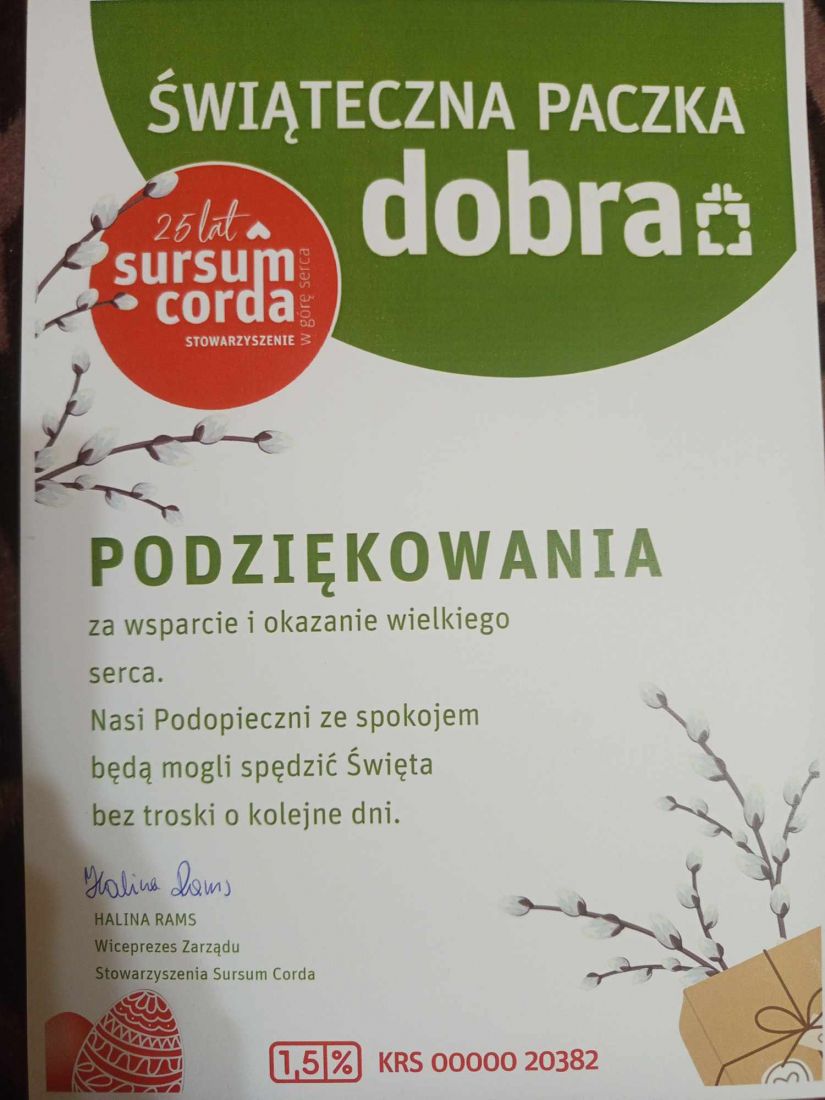 ŚWIĄTECZNA PACZKA
dobra
25 lat
sursum
corda
w górę serca
STOWARZYSZENIE
PODZIĘKOWANIA
za wsparcie i okazanie wielkiego
serca.
Nasi Podopieczni ze spokojem
będą mogli spędzić Święta
bez troski o kolejne dni.
Halina Rams
HALINA RAMS
Wiceprezes Zarządu
Stowarzyszenia Sursum Corda
1,5% KRS 00000 20382